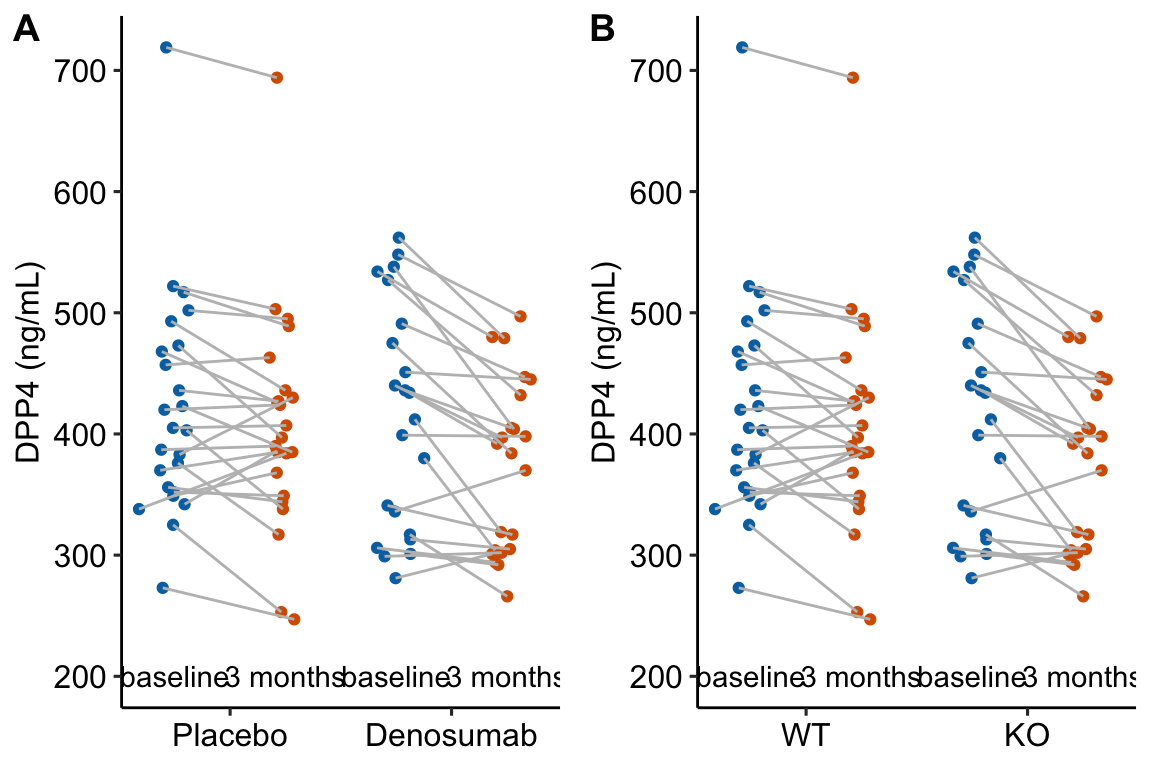 A
DPP4 (ng/mL)
700
600
500
400
300
200
baseline 3 months baseline 3 months
Placebo Denosumab
B
DPP4 (ng/mL)
700
600
500
400
300
200
baseline 3 months baseline 3 months
WT KO